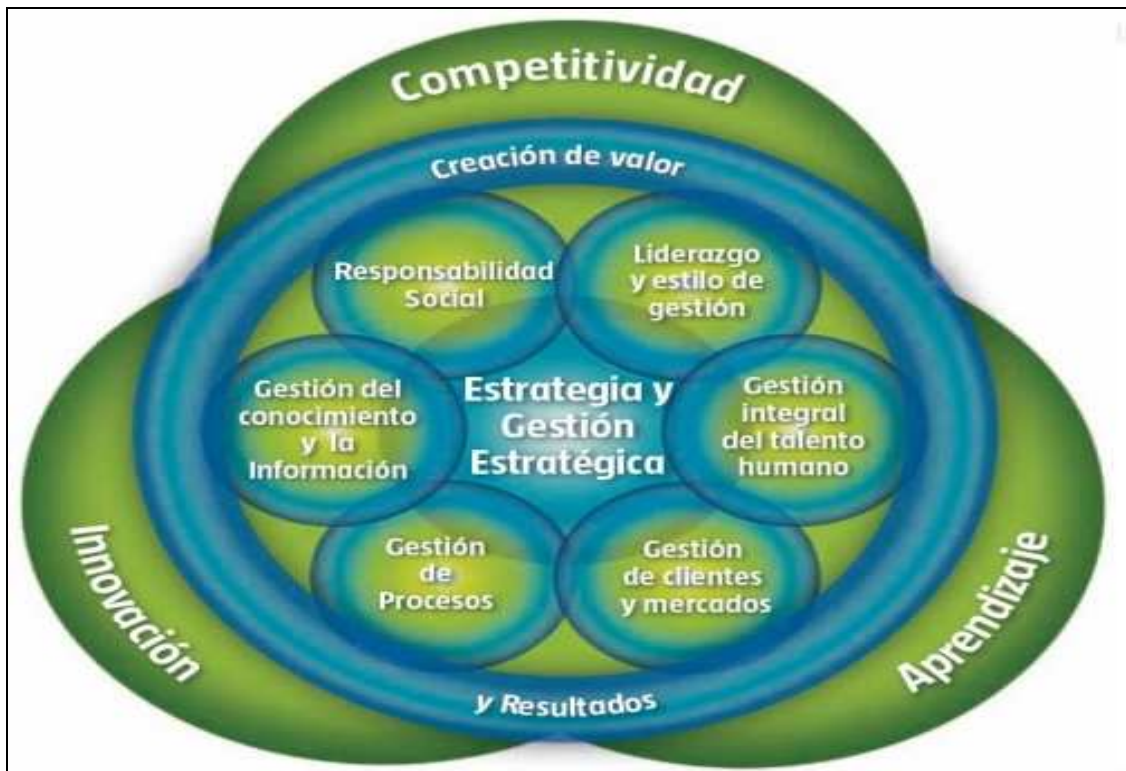 Competitividad
Creación de valor
Responsabilidad
Social
Liderazgo
y estilo de
gestión
Gestión del
conocimiento
y la
Información
Estrategia y
Gestión
Estratégica
Gestión
integral
del talento
humano
Gestión
de
Procesos
Gestión
de clientes
y mercados
Innovación
Aprendizaje
y Resultados